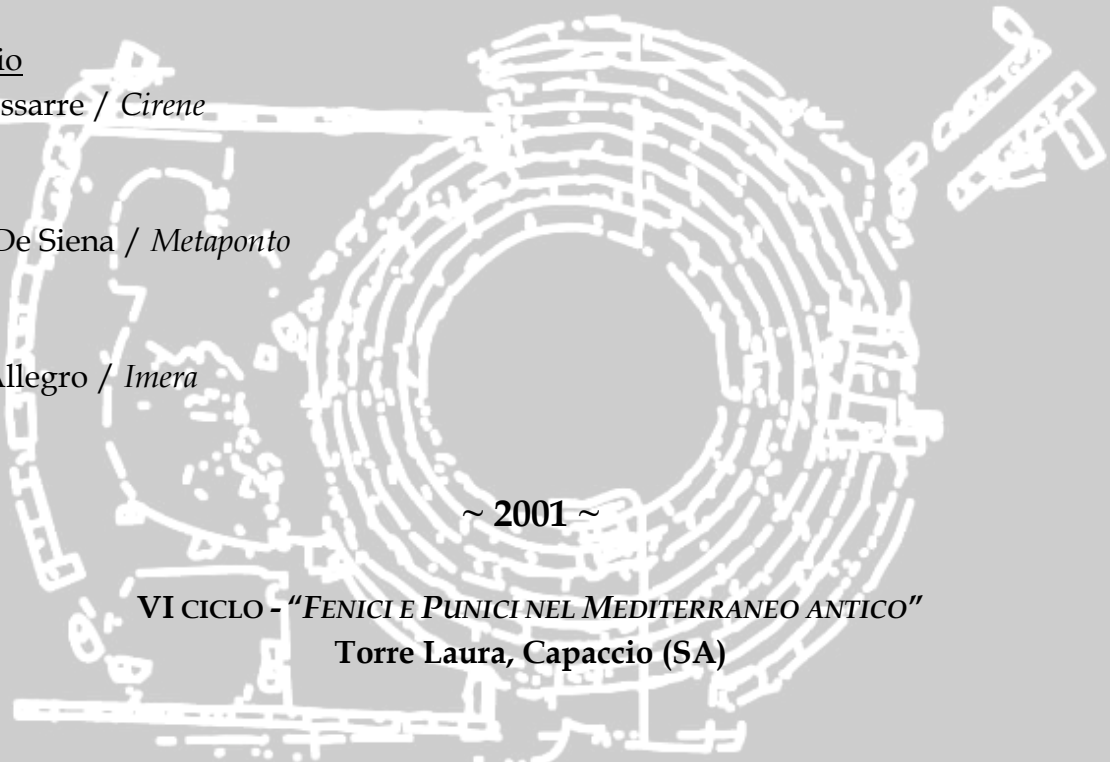 io
ssarre / Cirene
De Siena / Metaponto
Allegro / Imera
~ 2001 ~
VI CICLO - "FENICI E PUNICI NEL MEDITERRANEO ANTICO"
Torre Laura, Capaccio (SA)